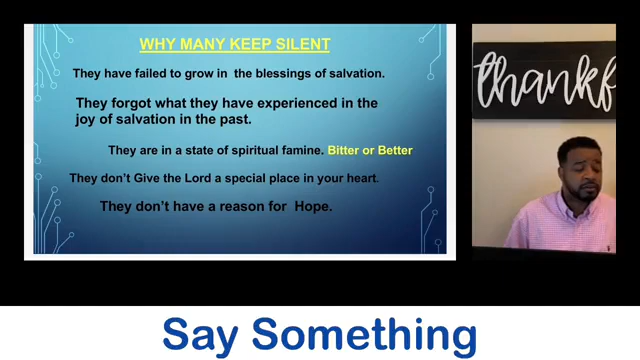 WHY MANY KEEP SILENT
They have failed to grow in the blessings of salvation.
They forgot what they have experienced in the
joy of salvation in the past.
They are in a state of spiritual famine. Bitter or Better
They don't Give the Lord a special place in your heart.
They don't have a reason for Hope.
thankf
Say Something